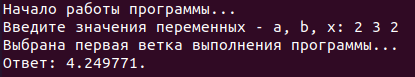 Начало работы программы...
Введите значения переменных - a, b, x: 2 3 2
Выбрана первая ветка выполнения программы...
Ответ: 4.249771.